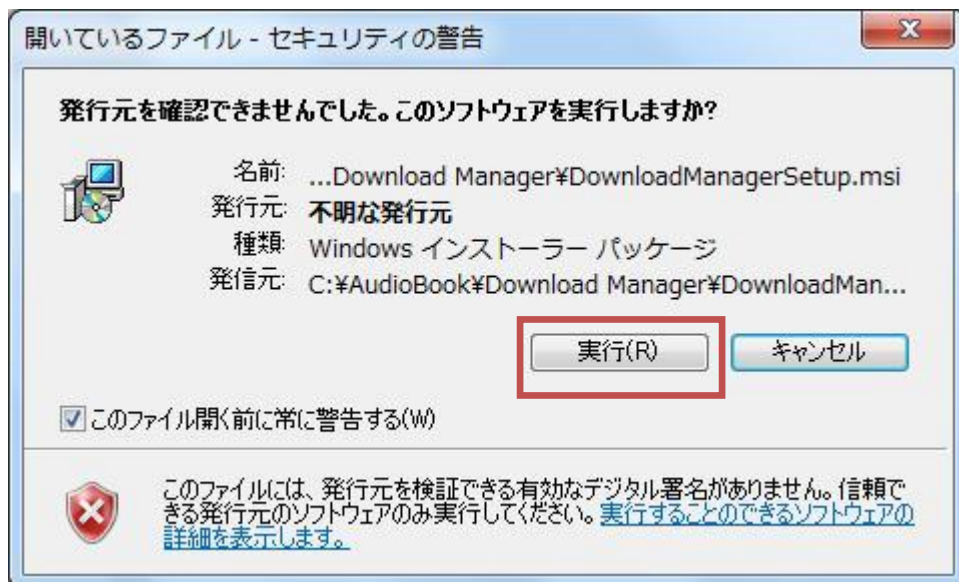 開いているファイル - セキュリティの警告
発行元を確認できませんでした。このソフトウェアを実行しますか?
名前: ...Download Manager¥DownloadManagerSetup.msi
発行元: 不明な発行元
種類: Windows インストーラー パッケージ
発信元: C:¥AudioBook¥Download Manager¥DownloadMan...
実行(R) キャンセル
このファイル開く前に常に警告する(W)
このファイルには、発行元を検証できる有効なデジタル署名がありません。信頼で
きる発行元のソフトウェアのみ実行してください。実行することのできるソフトウェアの
詳細を表示します。